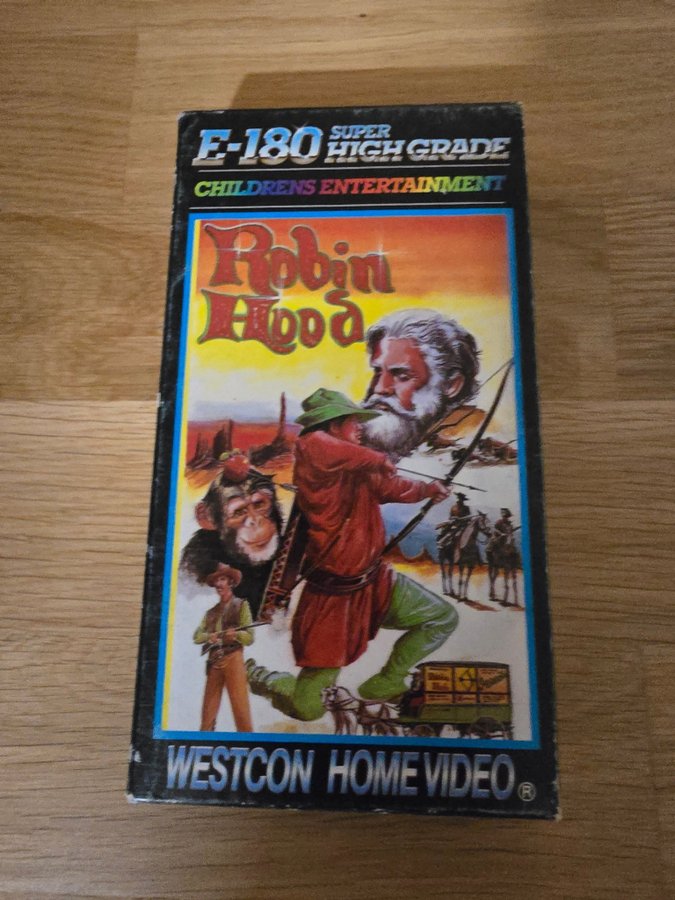 E-180 SUPER HIGH GRADE
CHILDRENS ENTERTAINMENT
Robin
Hood
WESTCON HOME VIDEO ®